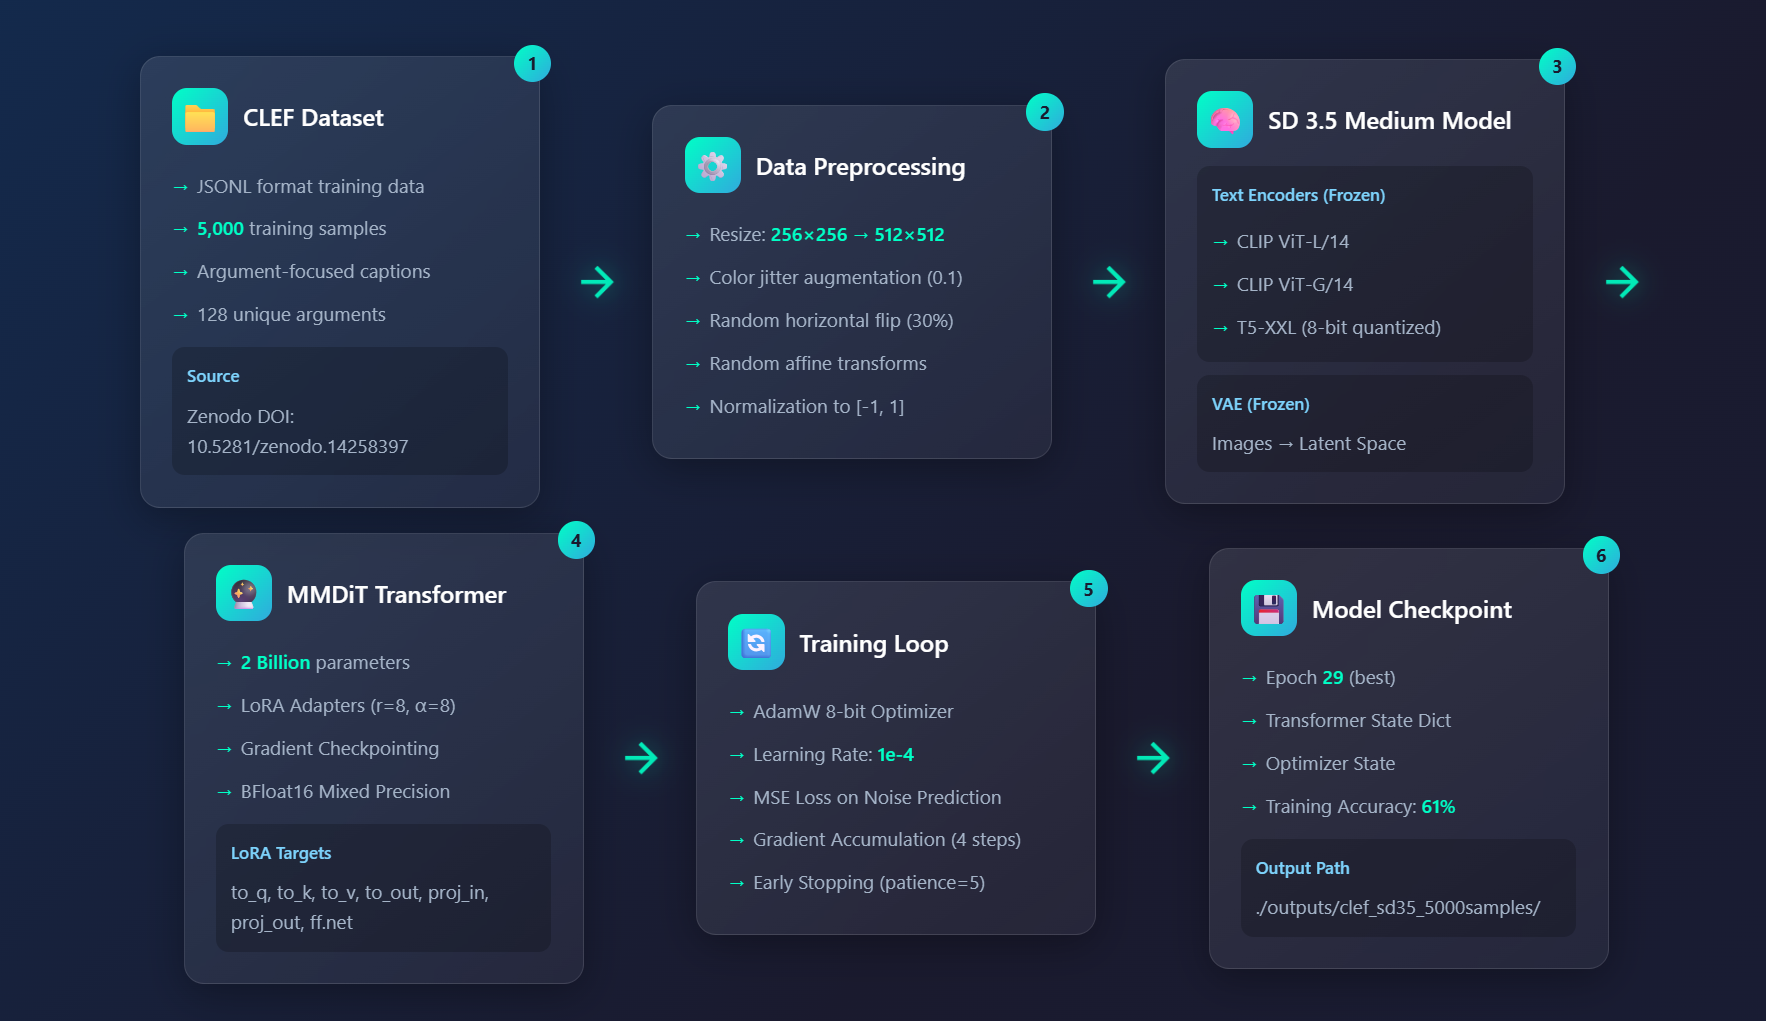 1
CLEF Dataset
→ JSONL format training data
→ 5,000 training samples
→ Argument-focused captions
→ 128 unique arguments
Source
Zenodo DOI:
10.5281/zenodo.14258397
2
Data Preprocessing
→ Resize: 256×256 → 512×512
→ Color jitter augmentation (0.1)
→ Random horizontal flip (30%)
→ Random affine transforms
→ Normalization to [-1, 1]
3
SD 3.5 Medium Model
Text Encoders (Frozen)
→ CLIP ViT-L/14
→ CLIP ViT-G/14
→ T5-XXL (8-bit quantized)
VAE (Frozen)
Images → Latent Space
4
MMDiT Transformer
→ 2 Billion parameters
→ LoRA Adapters (r=8, α=8)
→ Gradient Checkpointing
→ BFloat16 Mixed Precision
LoRA Targets
to_q, to_k, to_v, to_out, proj_in,
proj_out, ff.net
5
Training Loop
→ AdamW 8-bit Optimizer
→ Learning Rate: 1e-4
→ MSE Loss on Noise Prediction
→ Gradient Accumulation (4 steps)
→ Early Stopping (patience=5)
6
Model Checkpoint
→ Epoch 29 (best)
→ Transformer State Dict
→ Optimizer State
→ Training Accuracy: 61%
Output Path
./outputs/clef_sd35_5000samples/